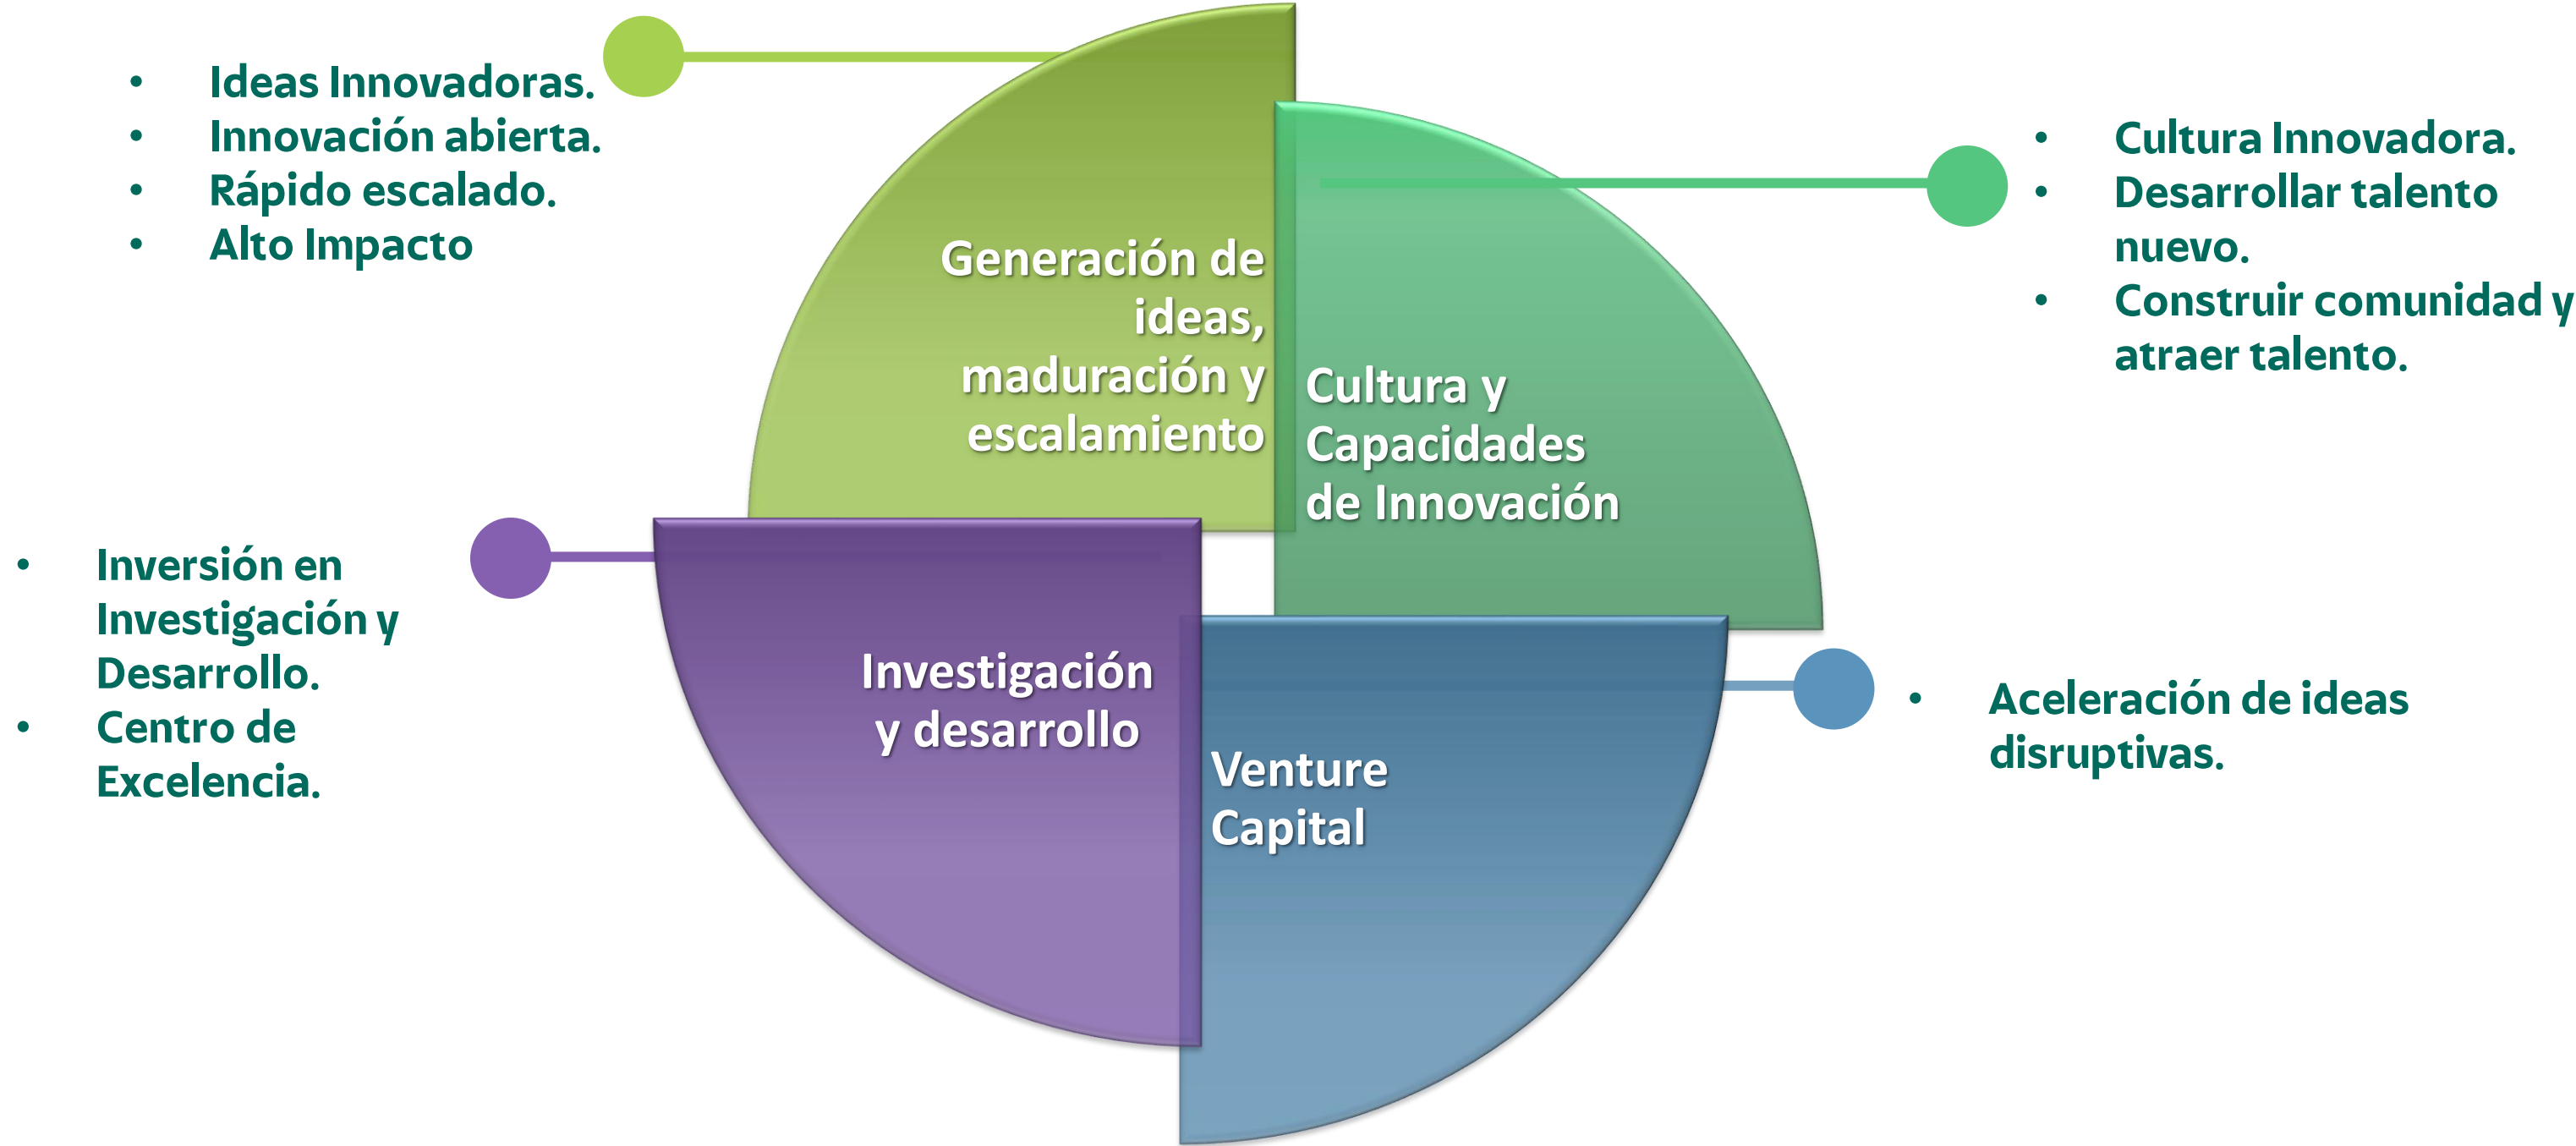 • Ideas Innovadoras.
• Innovación abierta.
• Rápido escalado.
• Alto Impacto
Generación de
ideas,
maduración y
escalamiento
• Cultura Innovadora.
• Desarrollar talento
nuevo.
• Construir comunidad y
atraer talento.
Cultura y
Capacidades
de Innovación
• Inversión en
Investigación y
Desarrollo.
• Centro de
Excelencia.
Investigación
y desarrollo
Venture
Capital
• Aceleración de ideas
disruptivas.